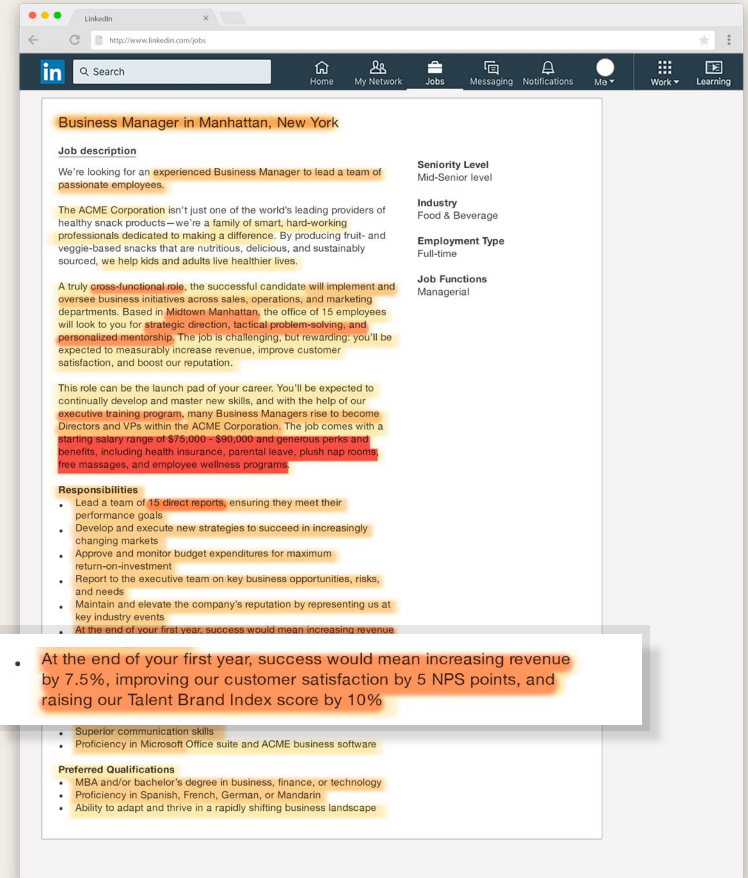 LinkedIn
http://www.linkedin.com/jobs
in
Search
Home
My Network
Jobs
Messaging
Notifications
Me
Work
Learning
Business Manager in Manhattan, New York
Job description
We're looking for an experienced Business Manager to lead a team of
passionate employees.
The ACME Corporation isn't just one of the world's leading providers of
healthy snack products—we're a family of smart, hard-working
professionals dedicated to making a difference. By producing fruit- and
veggie-based snacks that are nutritious, delicious, and sustainably
sourced, we help kids and adults live healthier lives.
A truly cross-functional role, the successful candidate will implement and
oversee business initiatives across sales, operations, and marketing
departments. Based in Midtown Manhattan, the office of 15 employees
will look to you for strategic direction, tactical problem-solving, and
personalized mentorship. The job is challenging, but rewarding: you'll be
expected to measurably increase revenue, improve customer
satisfaction, and boost our reputation.
This role can be the launch pad of your career. You'll be expected to
continually develop and master new skills, and with the help of our
executive training program, many Business Managers rise to become
Directors and VPs within the ACME Corporation. The job comes with a
starting salary range of $75,000 - $90,000 and generous perks and
benefits, including health insurance, parental leave, plush nap rooms,
free massages, and employee wellness programs.
Seniority Level
Mid-Senior level
Industry
Food & Beverage
Employment Type
Full-time
Job Functions
Managerial
Responsibilities
• Lead a team of 15 direct reports, ensuring they meet their
performance goals
• Develop and execute new strategies to succeed in increasingly
changing markets
• Approve and monitor budget expenditures for maximum
return-on-investment
• Report to the executive team on key business opportunities, risks,
and needs
• Maintain and elevate the company's reputation by representing us at
key industry events
• At the end of your first year, success would mean increasing revenue
• At the end of your first year, success would mean increasing revenue
by 7.5%, improving our customer satisfaction by 5 NPS points, and
raising our Talent Brand Index score by 10%
• Superior communication skills
• Proficiency in Microsoft Office suite and ACME business software
Preferred Qualifications
• MBA and/or bachelor's degree in business, finance, or technology
• Proficiency in Spanish, French, German, or Mandarin
• Ability to adapt and thrive in a rapidly shifting business landscape